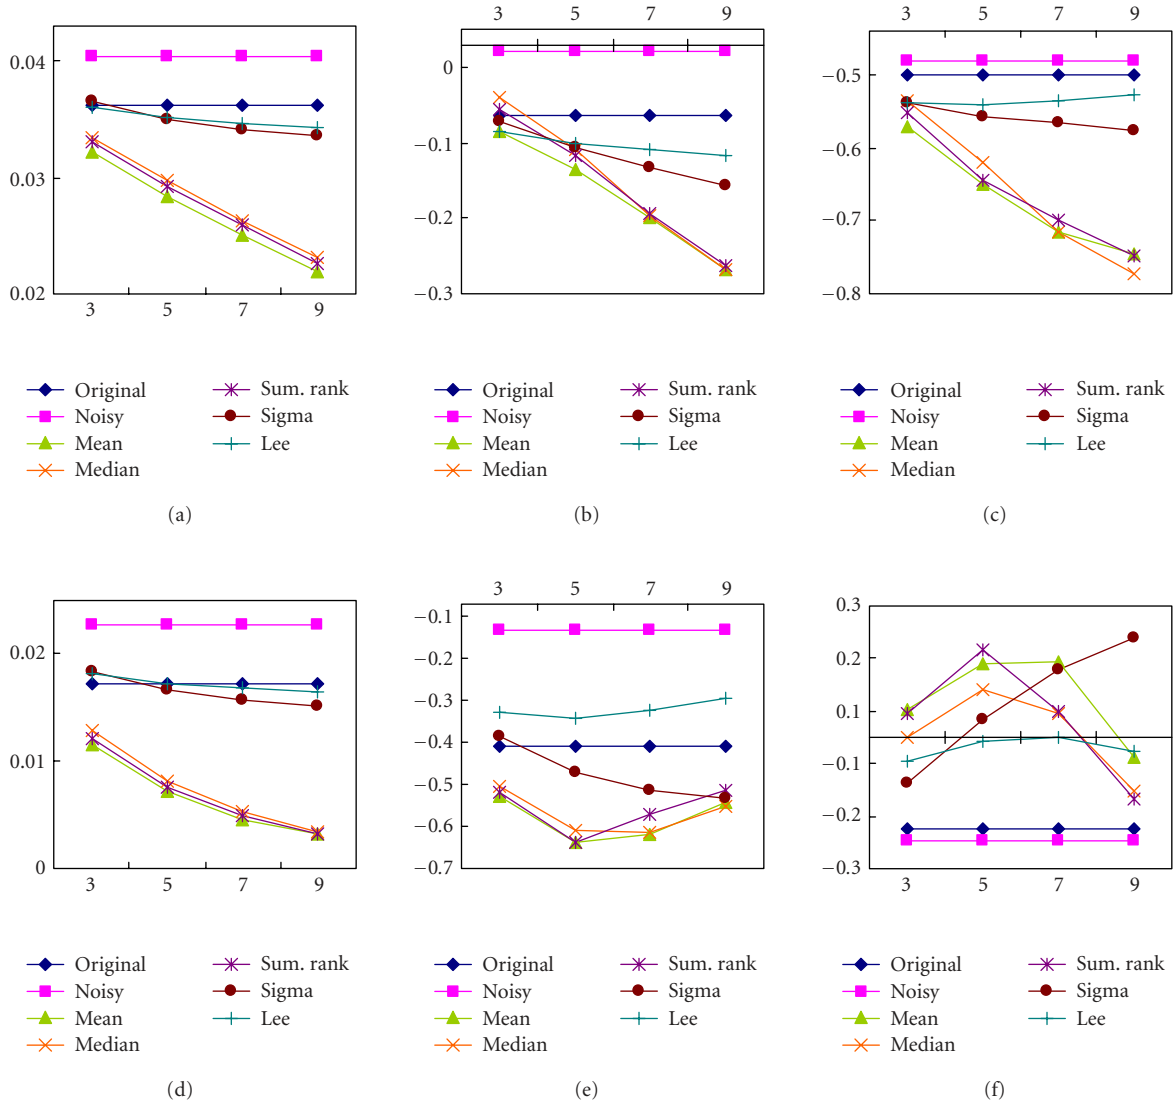 0.04
0.03
0.02
3 5 7 9
Original
Noisy
Mean
Median
Sum. rank
Sigma
Lee
(a)
3 5 7 9
0
−0.1
−0.2
−0.3
Original
Noisy
Mean
Median
Sum. rank
Sigma
Lee
(b)
3 5 7 9
−0.5
−0.6
−0.7
−0.8
Original
Noisy
Mean
Median
Sum. rank
Sigma
Lee
(c)
0.02
0.01
0
3 5 7 9
Original
Noisy
Mean
Median
Sum. rank
Sigma
Lee
(d)
3 5 7 9
−0.1
−0.2
−0.3
−0.4
−0.5
−0.6
−0.7
Original
Noisy
Mean
Median
Sum. rank
Sigma
Lee
(e)
0.3
0.2
0.1
−0.1
−0.2
−0.3
3 5 7 9
Original
Noisy
Mean
Median
Sum. rank
Sigma
Lee
(f)